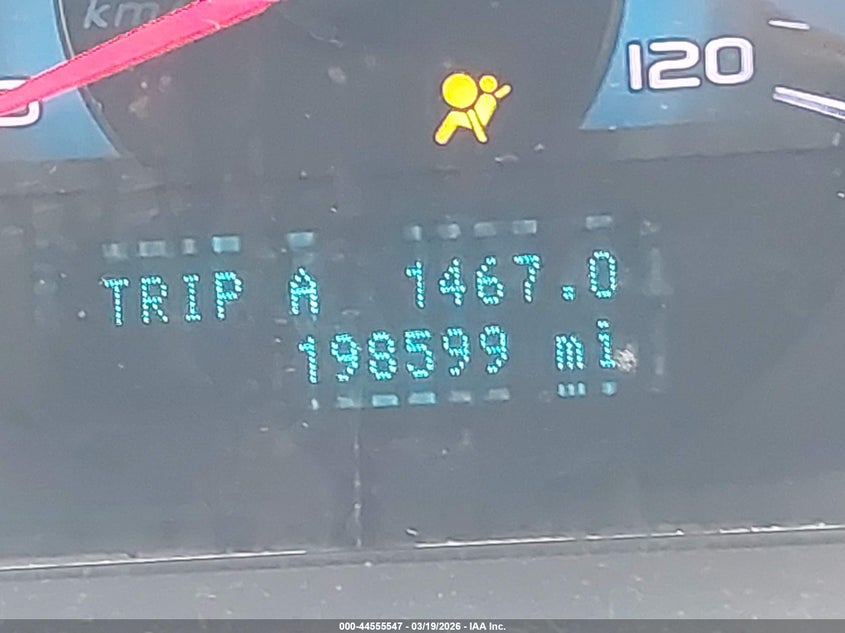 km
120
TRIP A 1467.0
198599 mi
000-44555547 - 03/19/2026 - IAA Inc.